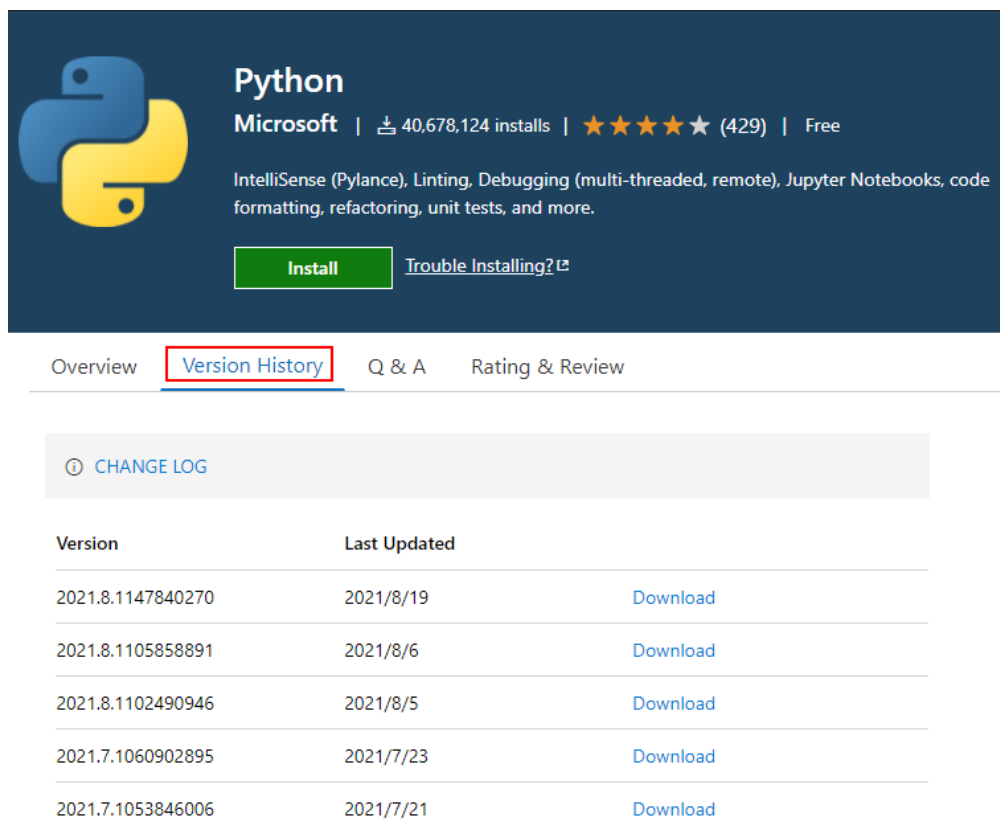 Python
Microsoft | 40,678,124 installs | (429) | Free
IntelliSense (Pylance), Linting, Debugging (multi-threaded, remote), Jupyter Notebooks, code
formatting, refactoring, unit tests, and more.
Install Trouble Installing?
Overview Version History Q & A Rating & Review
CHANGE LOG
Version Last Updated
2021.8.1147840270 2021/8/19 Download
2021.8.1105858891 2021/8/6 Download
2021.8.1102490946 2021/8/5 Download
2021.7.1060902895 2021/7/23 Download
2021.7.1053846006 2021/7/21 Download